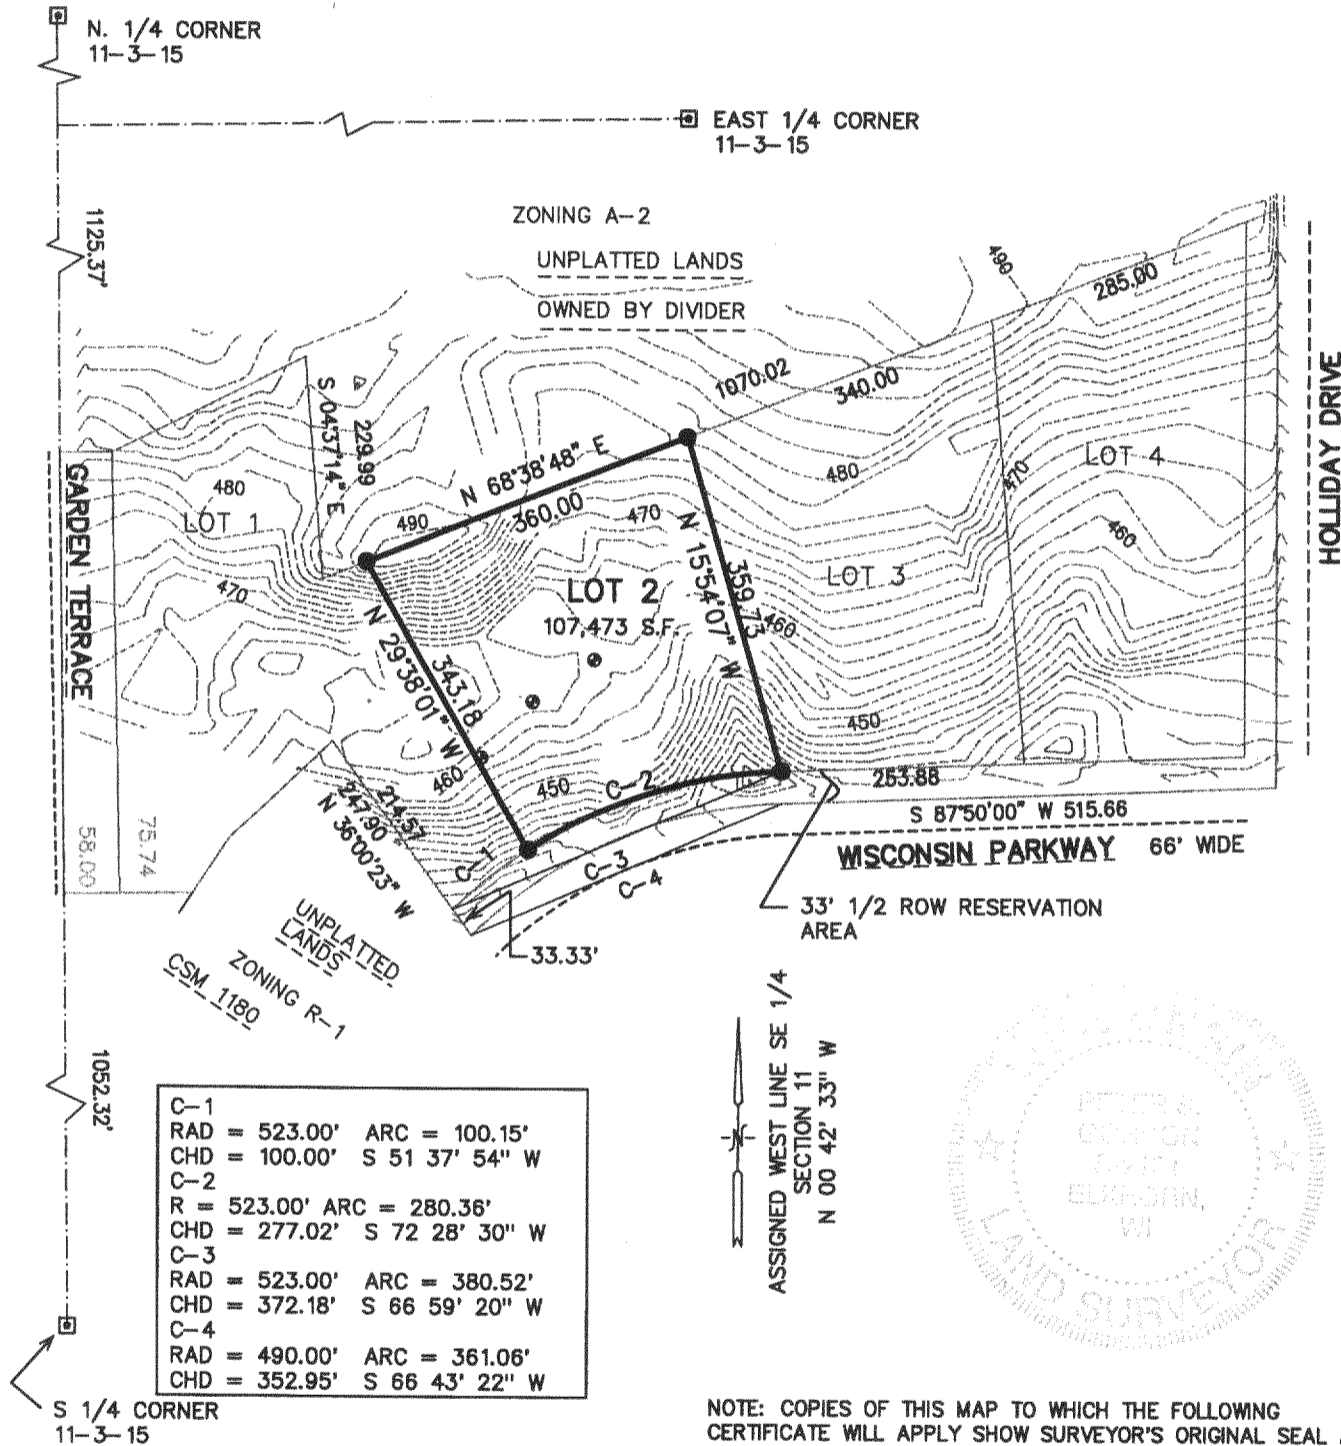 N. 1/4 CORNER
11-3-15
EAST 1/4 CORNER
11-3-15
1125.37'
ZONING A-2
UNPLATTED LANDS
OWNED BY DIVIDER
490
285.00
1070.02
340.00
HOLLIDAY DRIVE
229.99
S 04°37'14" E
N 68°38'48" E
360.00
480
LOT 1
490
470
480
470
LOT 4
460
GARDEN TERRACE
470
LOT 2
107,473 S.F.
359.73
N 15°54'07" W
460
LOT 3
343.18
N 29°38'01" W
460
450
C-2
450
253.88
S 87°50'00" W 515.66
WISCONSIN PARKWAY 66' WIDE
75.74
58.00
214.57
247.90
N 36°00'23" W
C-1
C-3
C-4
33' 1/2 ROW RESERVATION
AREA
33.33'
UNPLATTED
LANDS
ZONING R-1
CSM 1180
1052.32'
C-1
RAD = 523.00' ARC = 100.15'
CHD = 100.00' S 51 37' 54" W
C-2
R = 523.00' ARC = 280.36'
CHD = 277.02' S 72 28' 30" W
C-3
RAD = 523.00' ARC = 380.52'
CHD = 372.18' S 66 59' 20" W
C-4
RAD = 490.00' ARC = 361.06'
CHD = 352.95' S 66 43' 22" W
N
ASSIGNED WEST LINE SE 1/4
SECTION 11
N 00 42' 33" W
ELKHORN,
WI
LAND SURVEYOR
S 1/4 CORNER
11-3-15
NOTE: COPIES OF THIS MAP TO WHICH THE FOLLOWING
CERTIFICATE WILL APPLY SHOW SURVEYOR'S ORIGINAL SEAL